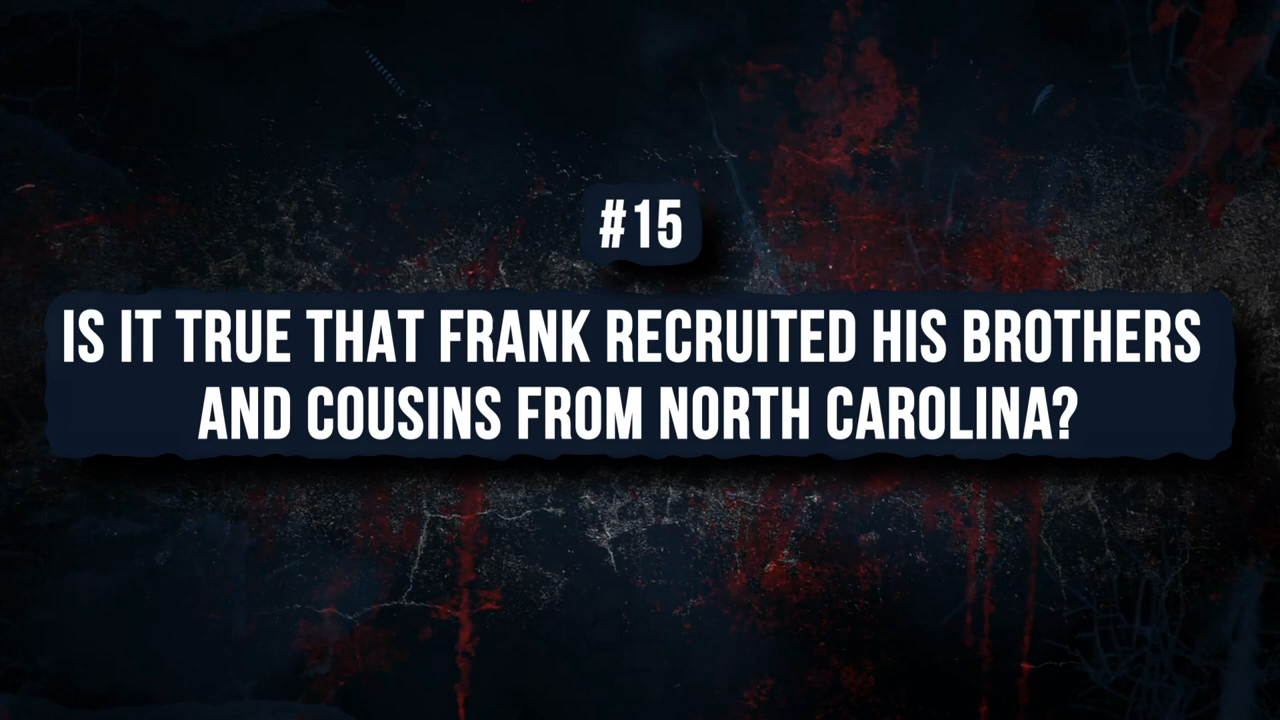 #15
IS IT TRUE THAT FRANK RECRUITED HIS BROTHERS
AND COUSINS FROM NORTH CAROLINA?